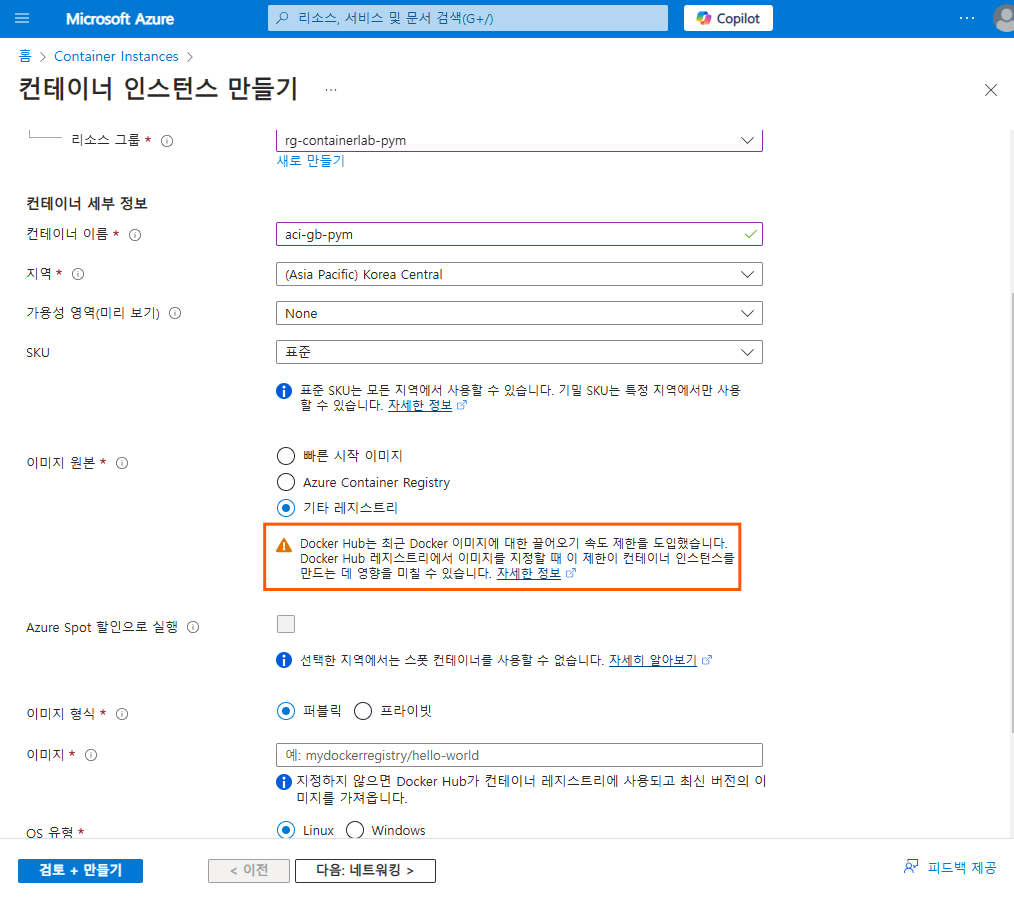 Microsoft Azure
리소스, 서비스 및 문서 검색(G+/)
Copilot
홈 > Container Instances >
컨테이너 인스턴스 만들기
리소스 그룹 *
rg-containerlab-pym
새로 만들기
컨테이너 세부 정보
컨테이너 이름 *
aci-gb-pym
지역 *
(Asia Pacific) Korea Central
가용성 영역(미리 보기)
None
SKU
표준
표준 SKU는 모든 지역에서 사용할 수 있습니다. 기밀 SKU는 특정 지역에서만 사용
할 수 있습니다. 자세한 정보
이미지 원본 *
빠른 시작 이미지
Azure Container Registry
기타 레지스트리
Docker Hub는 최근 Docker 이미지에 대한 끌어오기 속도 제한을 도입했습니다.
Docker Hub 레지스트리에서 이미지를 지정할 때 이 제한이 컨테이너 인스턴스를
만드는 데 영향을 미칠 수 있습니다. 자세한 정보
Azure Spot 할인으로 실행
선택한 지역에서는 스폿 컨테이너를 사용할 수 없습니다. 자세히 알아보기
이미지 형식 *
퍼블릭
프라이빗
이미지 *
예: mydockerregistry/hello-world
지정하지 않으면 Docker Hub가 컨테이너 레지스트리에 사용되고 최신 버전의 이
미지를 가져옵니다.
OS 유형 *
Linux
Windows
검토 + 만들기
< 이전
다음: 네트워킹 >
피드백 제공